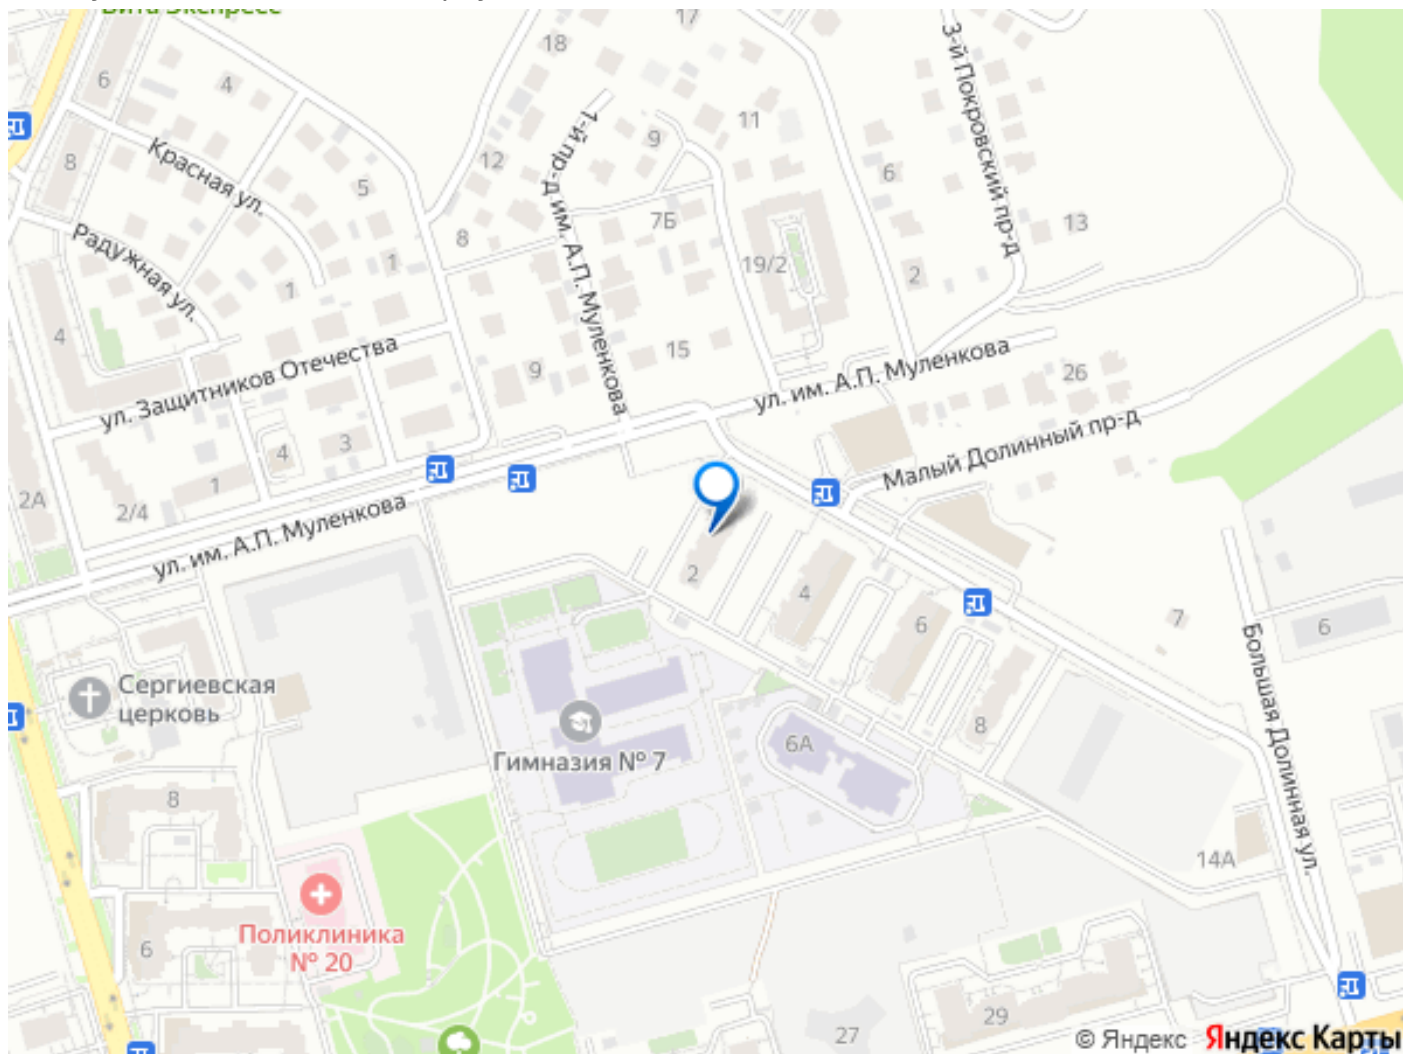 Вита Экспресс
17
18
3-й Покровский пр-д
6
4
12
1-й пр-д им. А.П. Муленкова
9
11
8
Красная ул.
5
6
7Б
13
Радужная ул.
8
1
19/2
2
1
4
15
ул. им. А.П. Муленкова
ул. Защитников Отечества
9
26
Малый Долинный пр-д
4
3
2А
2/4
1
ул. им. А.П. Муленкова
2
4
6
7
6
Большая Долинная ул.
Сергиевская
церковь
8
6А
Гимназия № 7
8
14А
Поликлиника
№ 20
6
27
29
© Яндекс Яндекс Карты